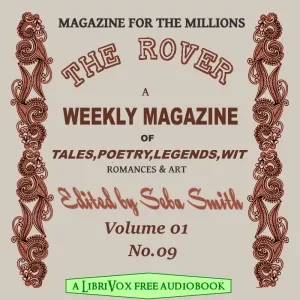 MAGAZINE FOR THE MILLIONS
THE ROVER
A
WEEKLY MAGAZINE
OF
TALES,POETRY,LEGENDS,WIT
ROMANCES & ART
Edited by Seba Smith
Volume 01
No.09
a LibriVox free audiobook